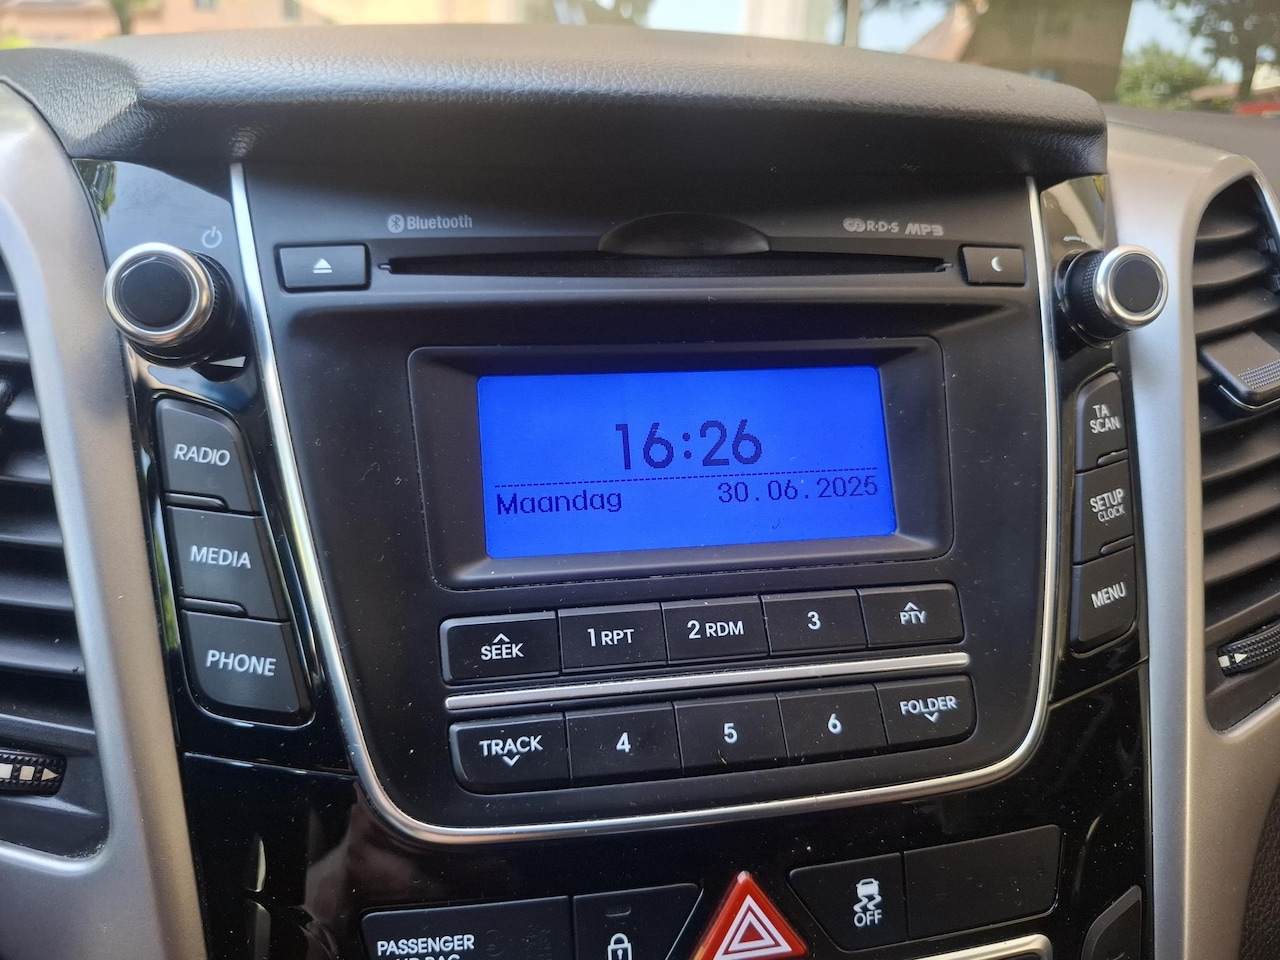 Bluetooth
R·D·S MP3
RADIO
MEDIA
PHONE
16:26
Maandag 30.06.2025
TA
SCAN
SETUP
CLOCK
MENU
SEEK 1 RPT 2 RDM 3 PTY
TRACK 4 5 6 FOLDER
OFF
PASSENGER